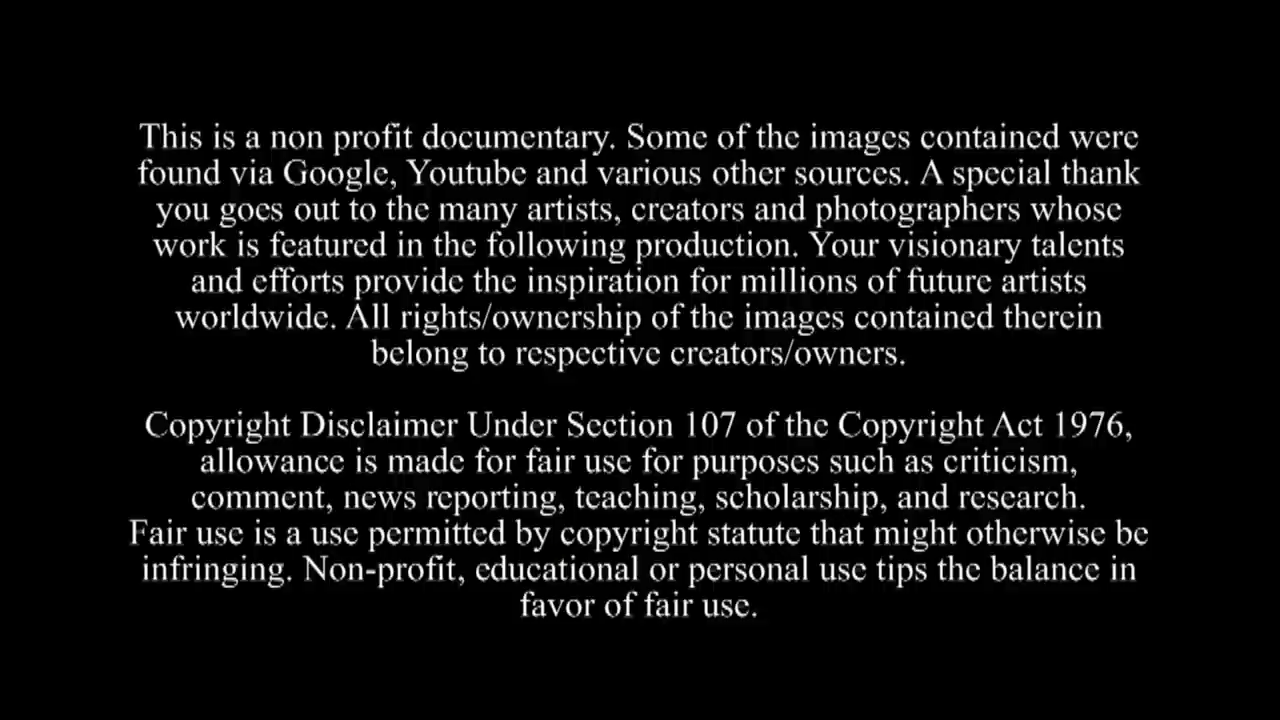 This is a non profit documentary. Some of the images contained were
found via Google, Youtube and various other sources. A special thank
you goes out to the many artists, creators and photographers whose
work is featured in the following production. Your visionary talents
and efforts provide the inspiration for millions of future artists
worldwide. All rights/ownership of the images contained therein
belong to respective creators/owners.
Copyright Disclaimer Under Section 107 of the Copyright Act 1976,
allowance is made for fair use for purposes such as criticism,
comment, news reporting, teaching, scholarship, and research.
Fair use is a use permitted by copyright statute that might otherwise be
infringing. Non-profit, educational or personal use tips the balance in
favor of fair use.